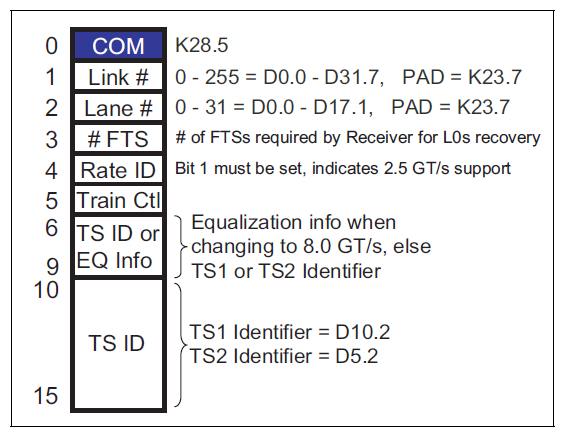 0 COM K28.5
1 Link # 0 - 255 = D0.0 - D31.7, PAD = K23.7
2 Lane # 0 - 31 = D0.0 - D17.1, PAD = K23.7
3 # FTS # of FTSs required by Receiver for L0s recovery
4 Rate ID Bit 1 must be set, indicates 2.5 GT/s support
5 Train Ctl
6 TS ID or Equalization info when
EQ Info changing to 8.0 GT/s, else
9 TS1 or TS2 Identifier
10
TS ID TS1 Identifier = D10.2
TS2 Identifier = D5.2
15